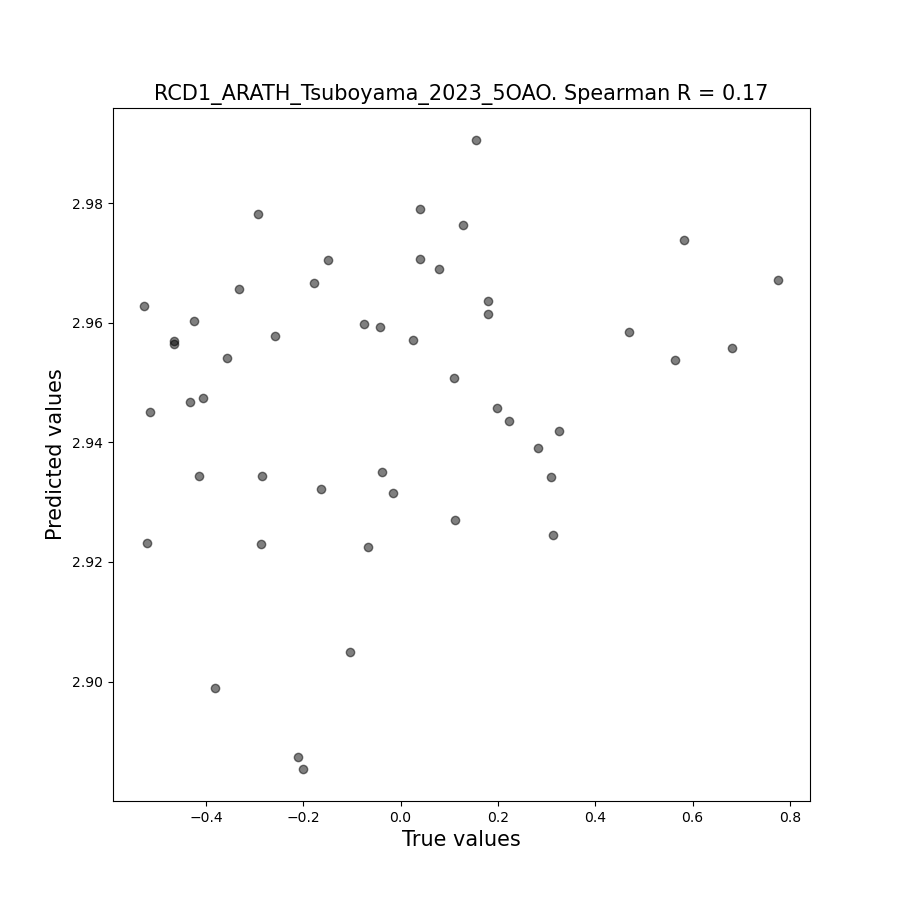 RCD1_ARATH_Tsuboyama_2023_5OAO. Spearman R = 0.17
Predicted values
2.98
2.96
2.94
2.92
2.90
−0.4 −0.2 0.0 0.2 0.4 0.6 0.8
True values